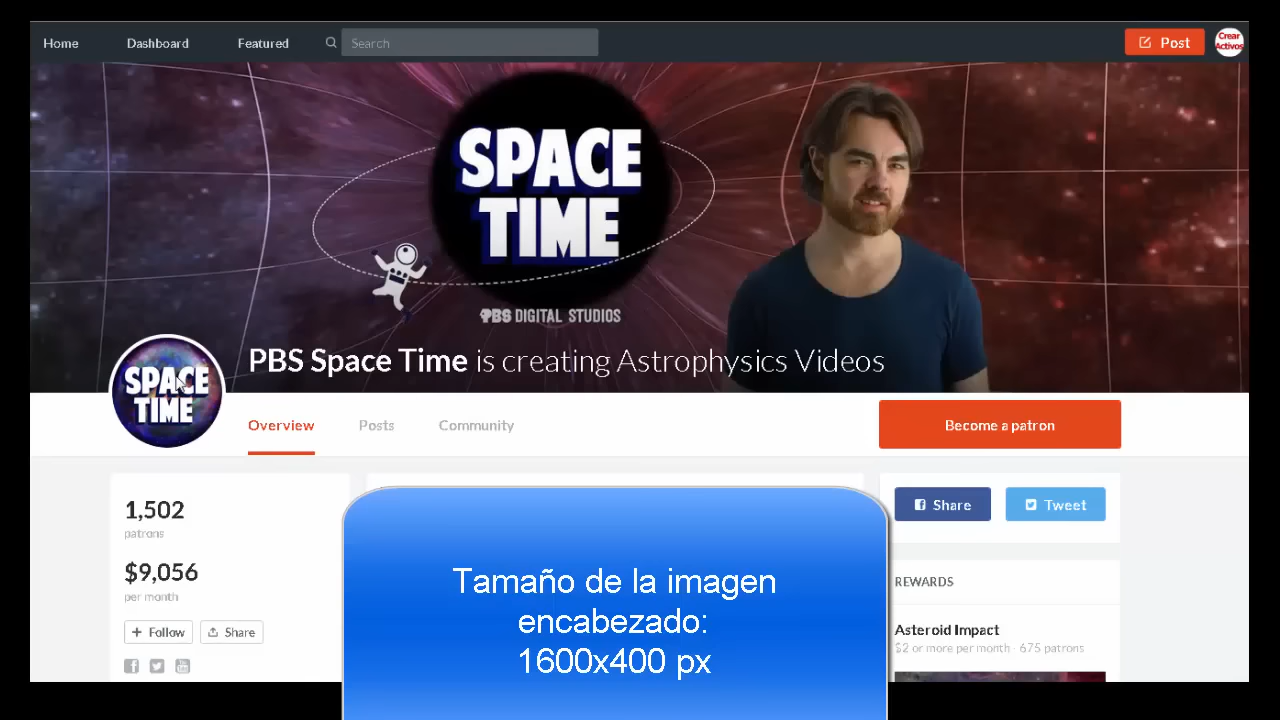 Home Dashboard Featured Search Post Crear Activos
SPACE
TIME
PBS DIGITAL STUDIOS
PBS Space Time is creating Astrophysics Videos
SPACE
TIME
Overview Posts Community Become a patron
1,502
patrons
$9,056
per month
+ Follow Share
Share Tweet
REWARDS
Asteroid Impact
$2 or more per month · 675 patrons
Tamaño de la imagen
encabezado:
1600x400 px